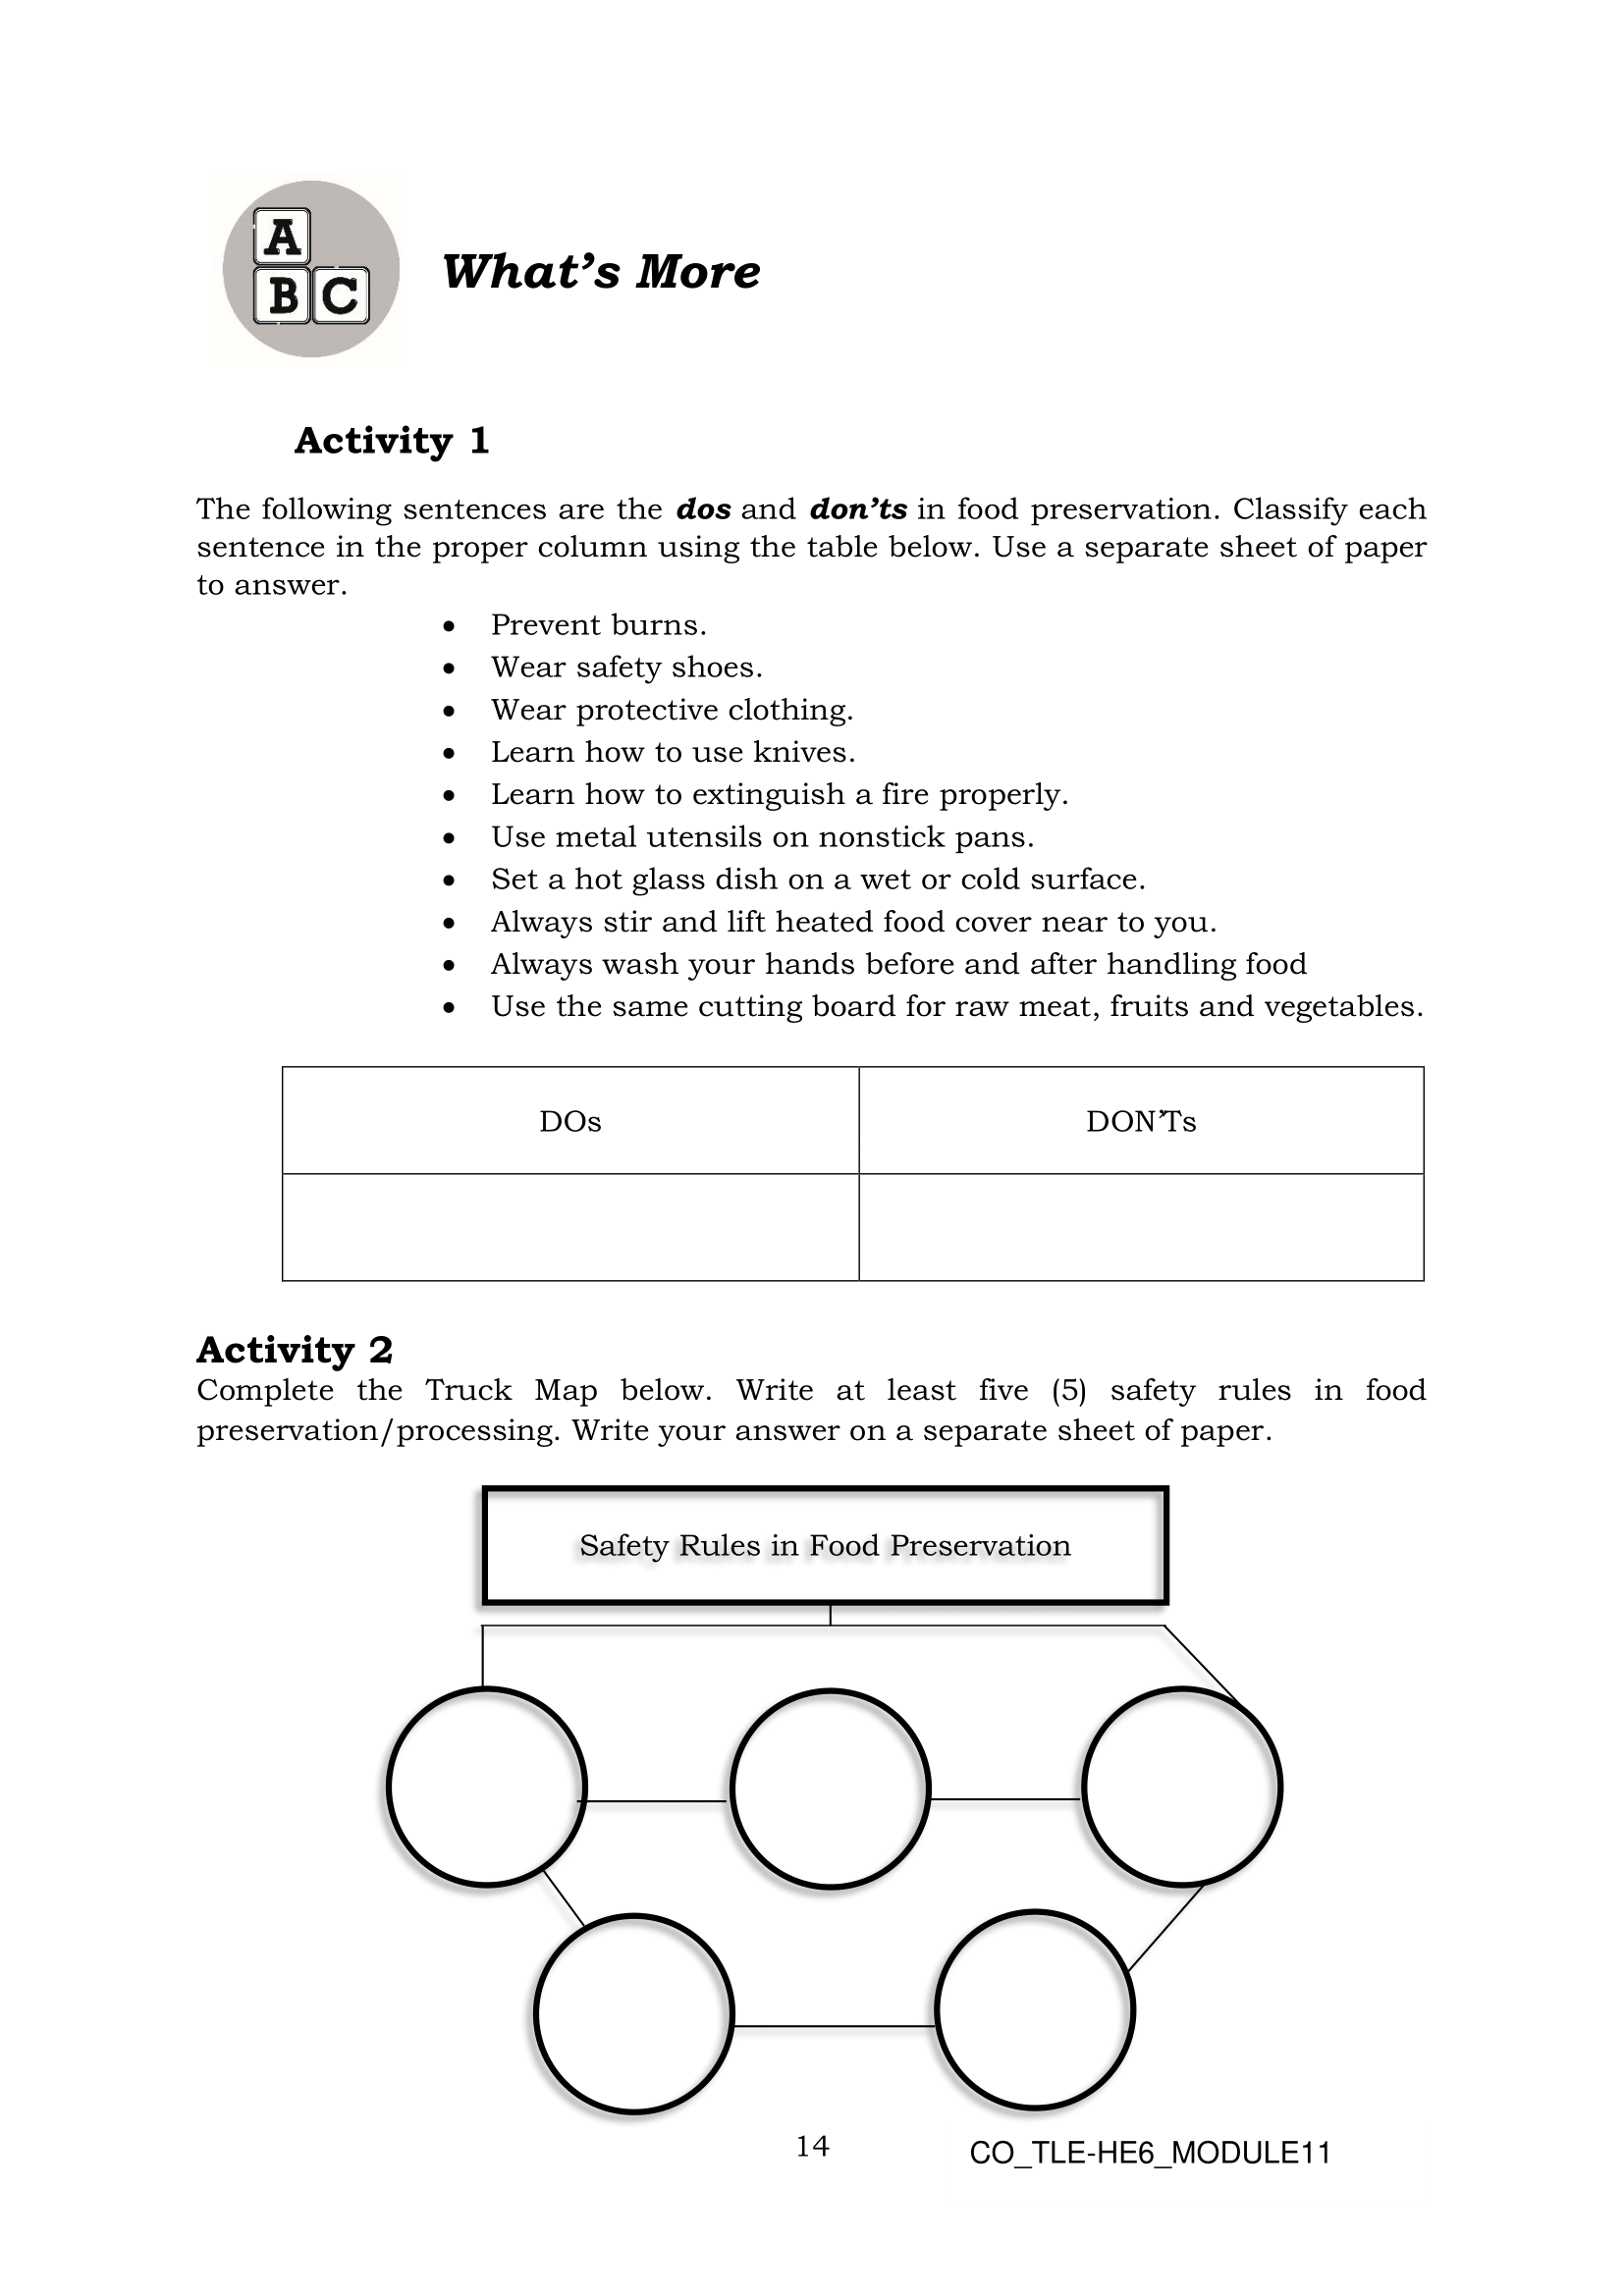 A
B C
What's More
Activity 1
The following sentences are the dos and don'ts in food preservation. Classify each
sentence in the proper column using the table below. Use a separate sheet of paper
to answer.
• Prevent burns.
• Wear safety shoes.
• Wear protective clothing.
• Learn how to use knives.
• Learn how to extinguish a fire properly.
• Use metal utensils on nonstick pans.
• Set a hot glass dish on a wet or cold surface.
• Always stir and lift heated food cover near to you.
• Always wash your hands before and after handling food
• Use the same cutting board for raw meat, fruits and vegetables.
DOs DON'Ts
Activity 2
Complete the Truck Map below. Write at least five (5) safety rules in food
preservation/processing. Write your answer on a separate sheet of paper.
Safety Rules in Food Preservation
14 CO_TLE-HE6_MODULE11